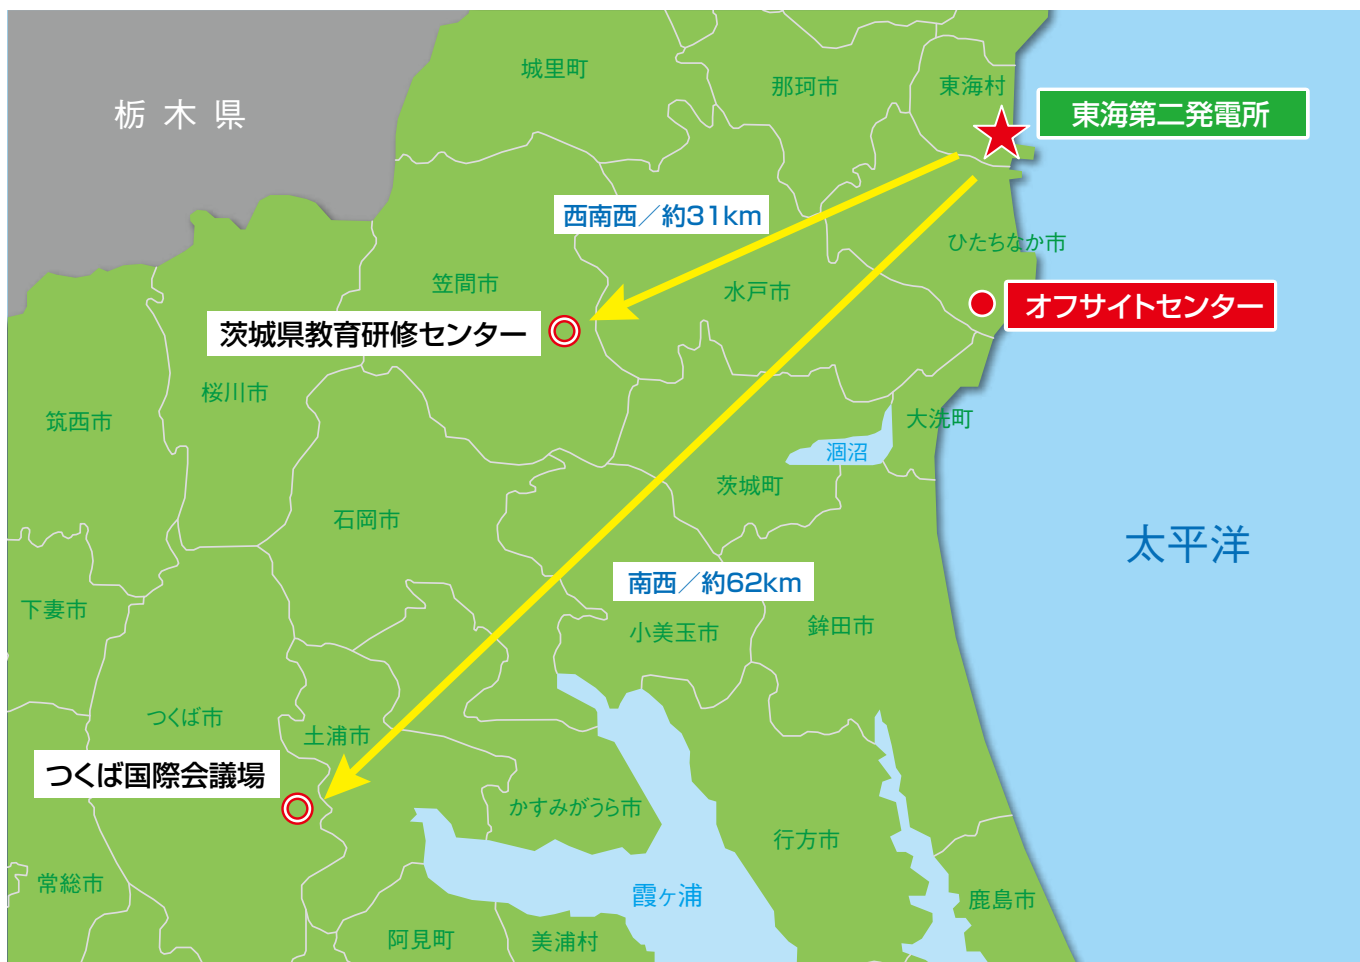 城里町
那珂市
東海村
栃木県
東海第二発電所
西南西／約31km
ひたちなか市
笠間市
水戸市
オフサイトセンター
茨城県教育研修センター
桜川市
筑西市
大洗町
涸沼
茨城町
石岡市
太平洋
南西／約62km
下妻市
小美玉市
鉾田市
つくば市
土浦市
つくば国際会議場
かすみがうら市
行方市
常総市
霞ヶ浦
鹿島市
阿見町
美浦村